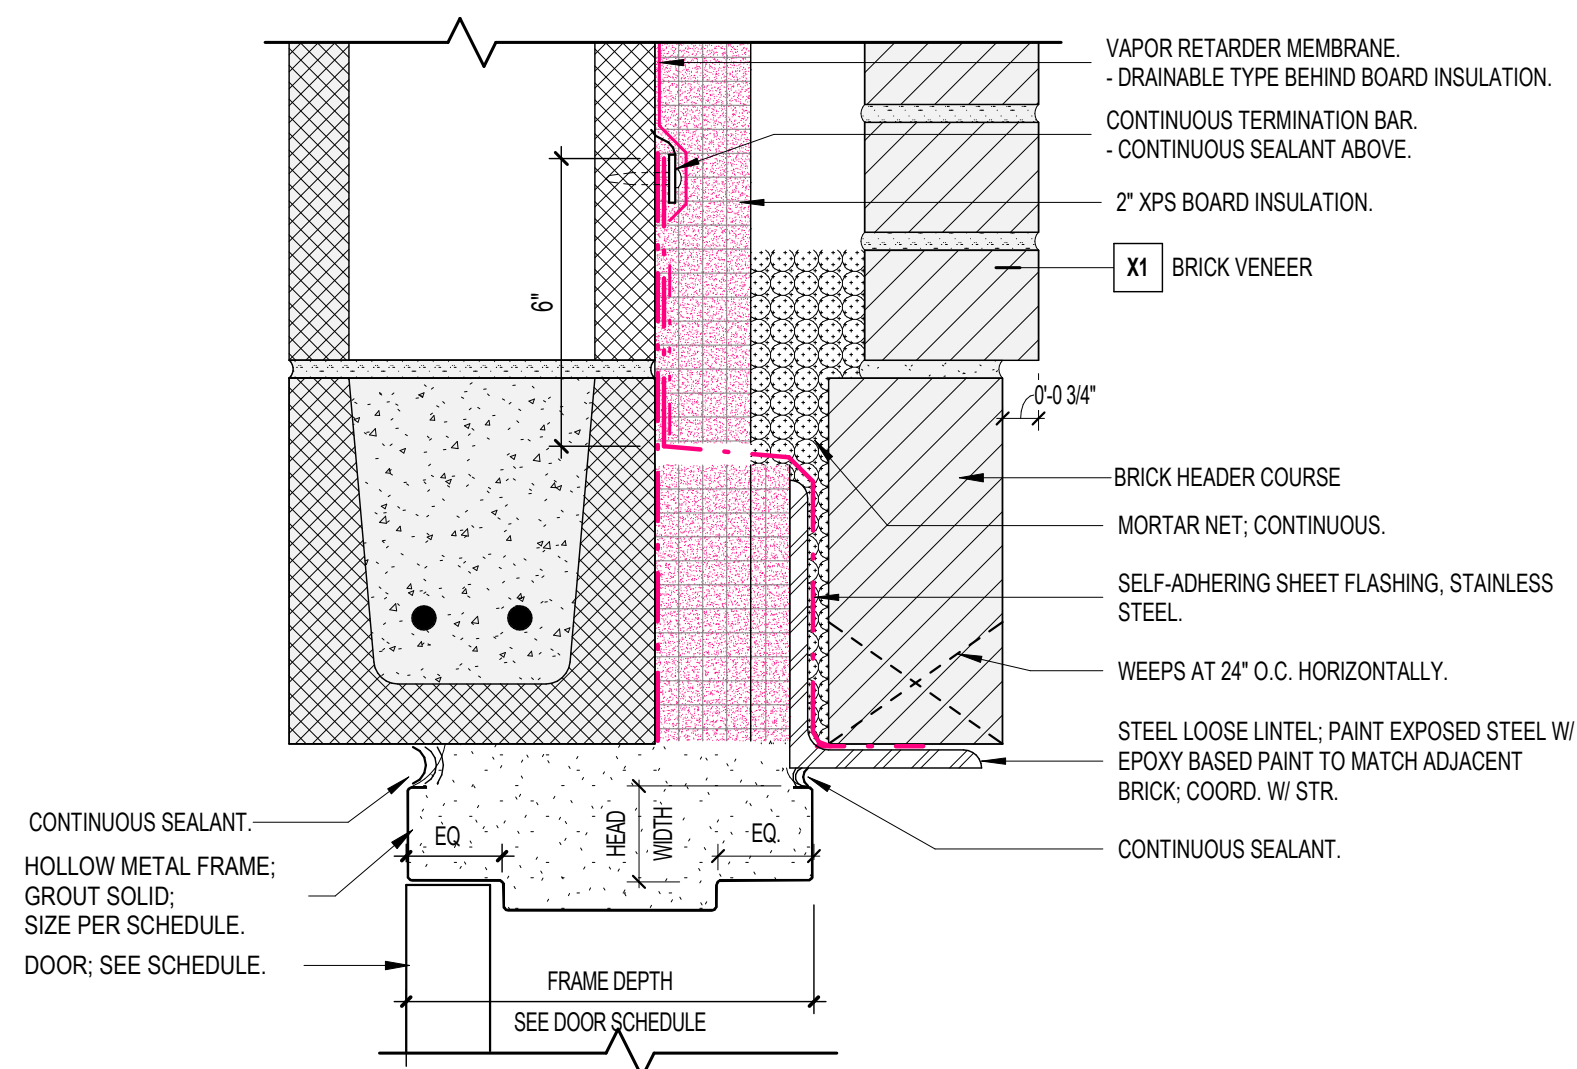 VAPOR RETARDER MEMBRANE.
- DRAINABLE TYPE BEHIND BOARD INSULATION.
CONTINUOUS TERMINATION BAR.
- CONTINUOUS SEALANT ABOVE.
2" XPS BOARD INSULATION.
X1 BRICK VENEER
6"
0'-0 3/4"
BRICK HEADER COURSE
MORTAR NET; CONTINUOUS.
SELF-ADHERING SHEET FLASHING, STAINLESS
STEEL.
WEEPS AT 24" O.C. HORIZONTALLY.
STEEL LOOSE LINTEL; PAINT EXPOSED STEEL W/
EPOXY BASED PAINT TO MATCH ADJACENT
BRICK; COORD. W/ STR.
CONTINUOUS SEALANT.
CONTINUOUS SEALANT.
HOLLOW METAL FRAME;
GROUT SOLID;
SIZE PER SCHEDULE.
DOOR; SEE SCHEDULE.
EQ
HEAD
WIDTH
EQ.
FRAME DEPTH
SEE DOOR SCHEDULE